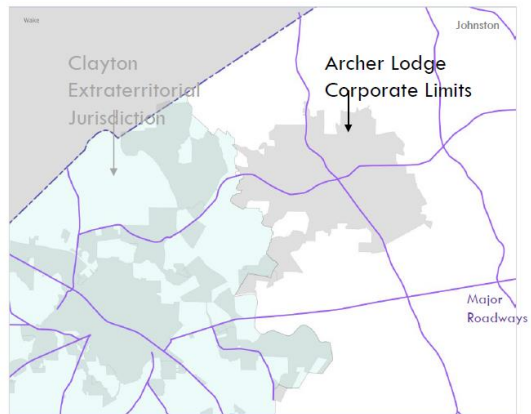 Wake
Johnston
Clayton
Extraterritorial
Jurisdiction
Archer Lodge
Corporate Limits
Major
Roadways